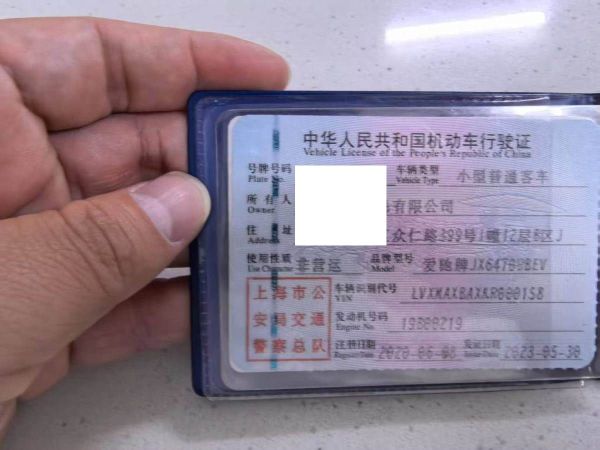 中华人民共和国机动车行驶证
Vehicle License of the People's Republic of China
号牌号码 车辆类型 小型普通客车
Plate No. Vehicle Type
所有人 有限公司
Owner
住址 众仁路399号1幢12层B区J
Address
使用性质 非营运 品牌型号 爱驰牌JX64700BEV
Use Character Model
上海市公
安局交通
警察总队
车辆识别代号 LVXMAXBAXKR000158
VIN
发动机号码 19B00219
Engine No.
注册日期 2020-06-08 发证日期 2023-05-30
Register Date Issue Date